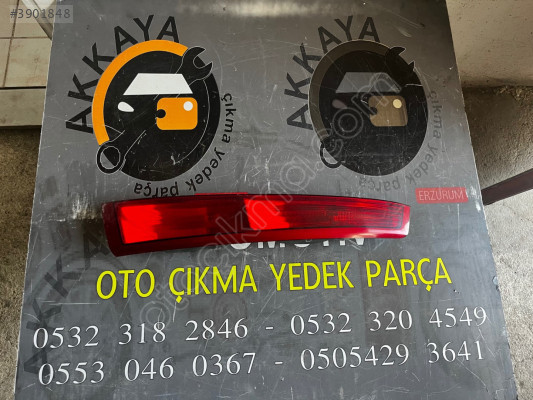 #3901848
AKKAYA
çıkma yedek parça
AKKAYA
çıkma yedek parça
ERZURUM
OTO ÇIKMA YEDEK PARÇA
0532 318 2846 - 0532 320 4549
0553 046 0367 - 0505429 3641